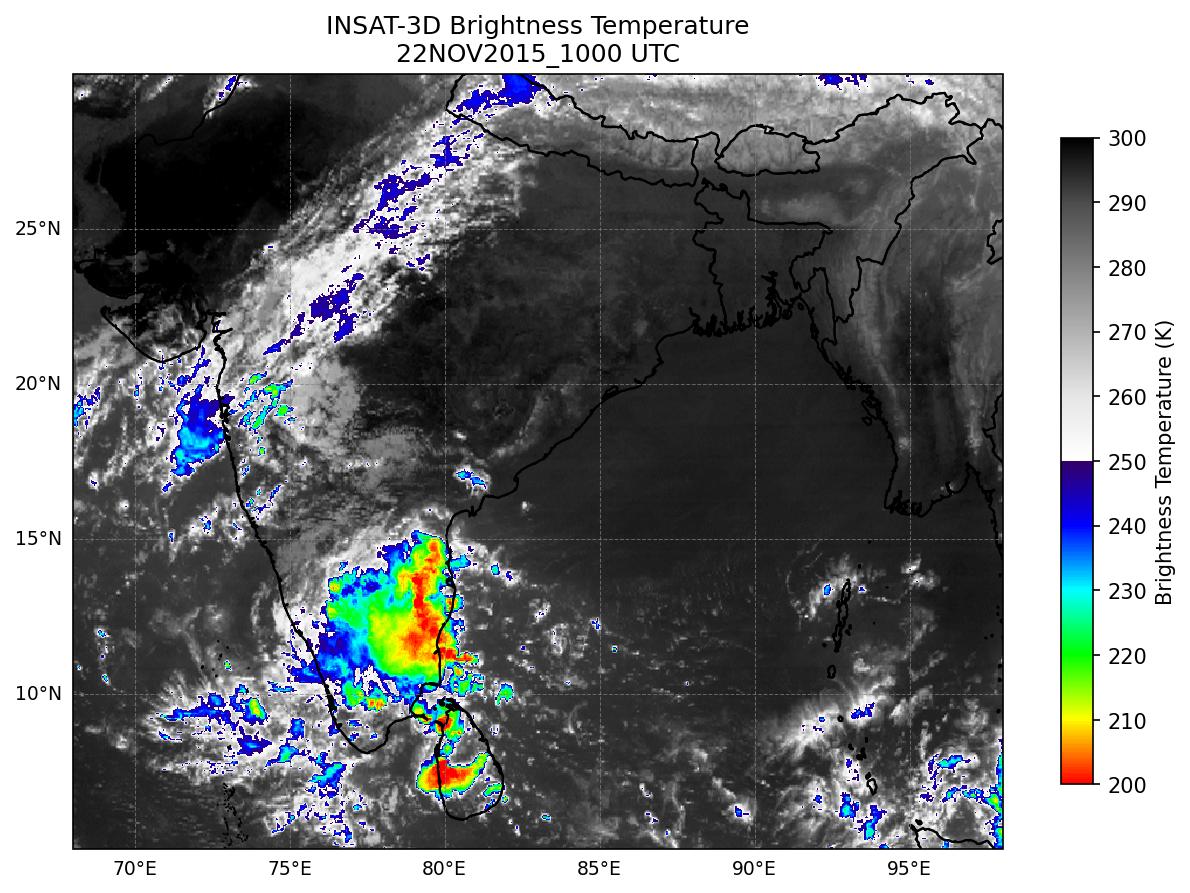 INSAT-3D Brightness Temperature
22NOV2015_1000 UTC
25°N
20°N
15°N
10°N
70°E
75°E
80°E
85°E
90°E
95°E
300
290
280
270
260
250
240
230
220
210
200
Brightness Temperature (K)